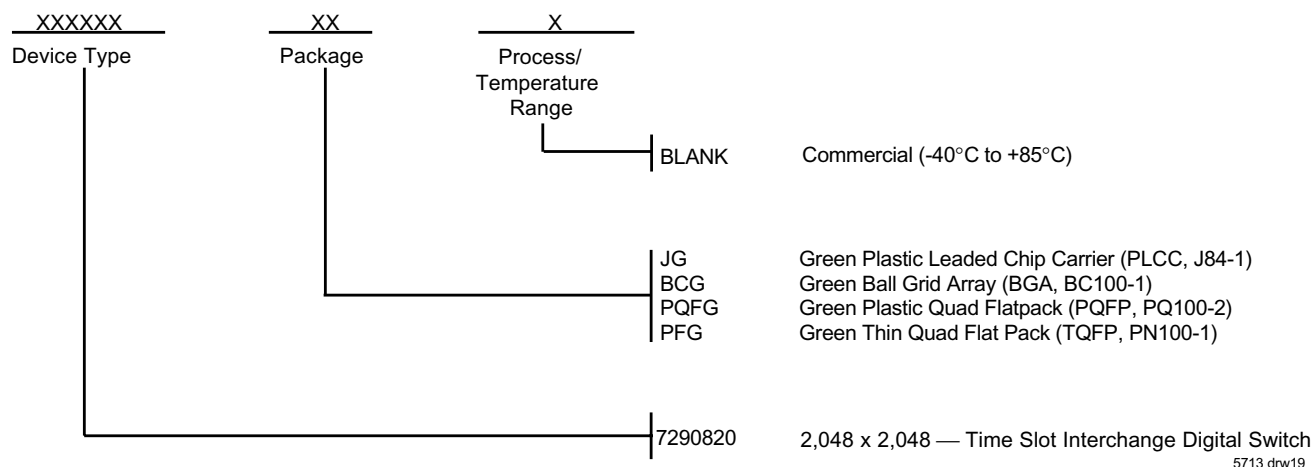 XXXXXX XX X
Device Type Package Process/
Temperature
Range
BLANK Commercial (-40°C to +85°C)
JG Green Plastic Leaded Chip Carrier (PLCC, J84-1)
BCG Green Ball Grid Array (BGA, BC100-1)
PQFG Green Plastic Quad Flatpack (PQFP, PQ100-2)
PFG Green Thin Quad Flat Pack (TQFP, PN100-1)
7290820 2,048 x 2,048 — Time Slot Interchange Digital Switch
5713 drw19